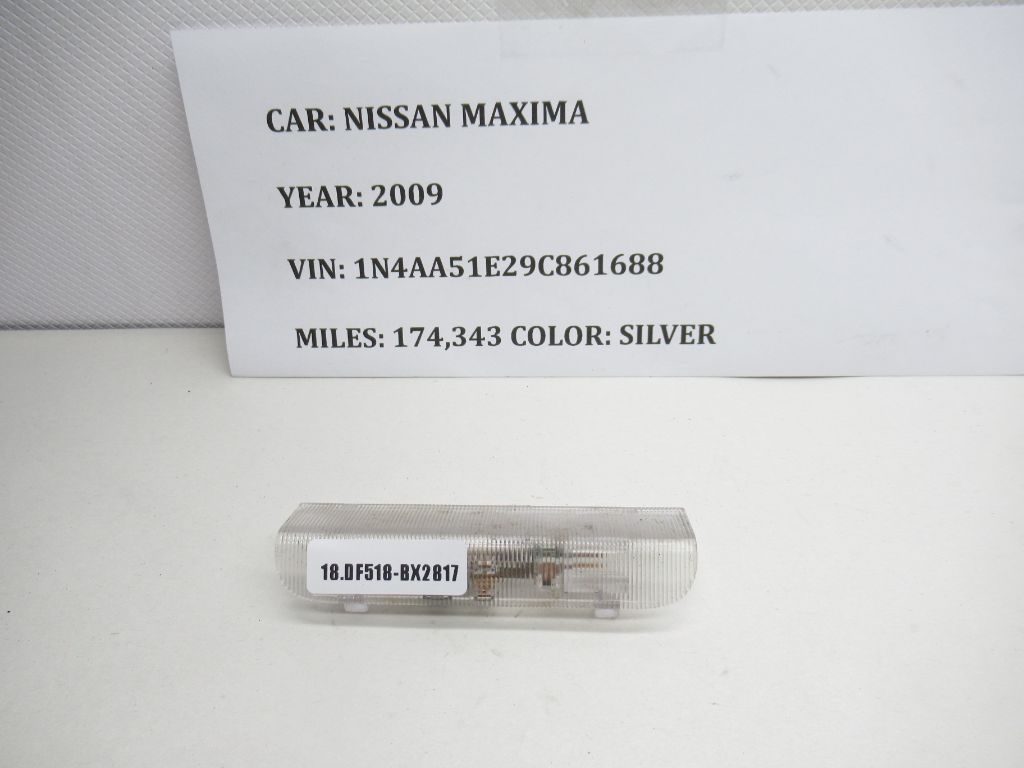 CAR: NISSAN MAXIMA
YEAR: 2009
VIN: 1N4AA51E29C861688
MILES: 174,343 COLOR: SILVER
18.DF518-BX2817